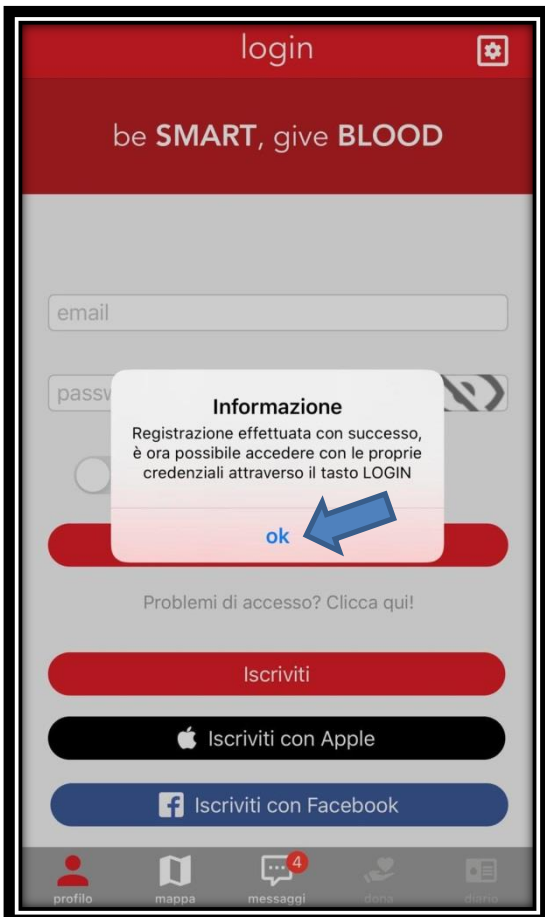 login
be SMART, give BLOOD
email
passw
Informazione
Registrazione effettuata con successo,
è ora possibile accedere con le proprie
credenziali attraverso il tasto LOGIN
ok
Problemi di accesso? Clicca qui!
Iscriviti
Iscriviti con Apple
f Iscriviti con Facebook
4
profilo mappa messaggi dona diario